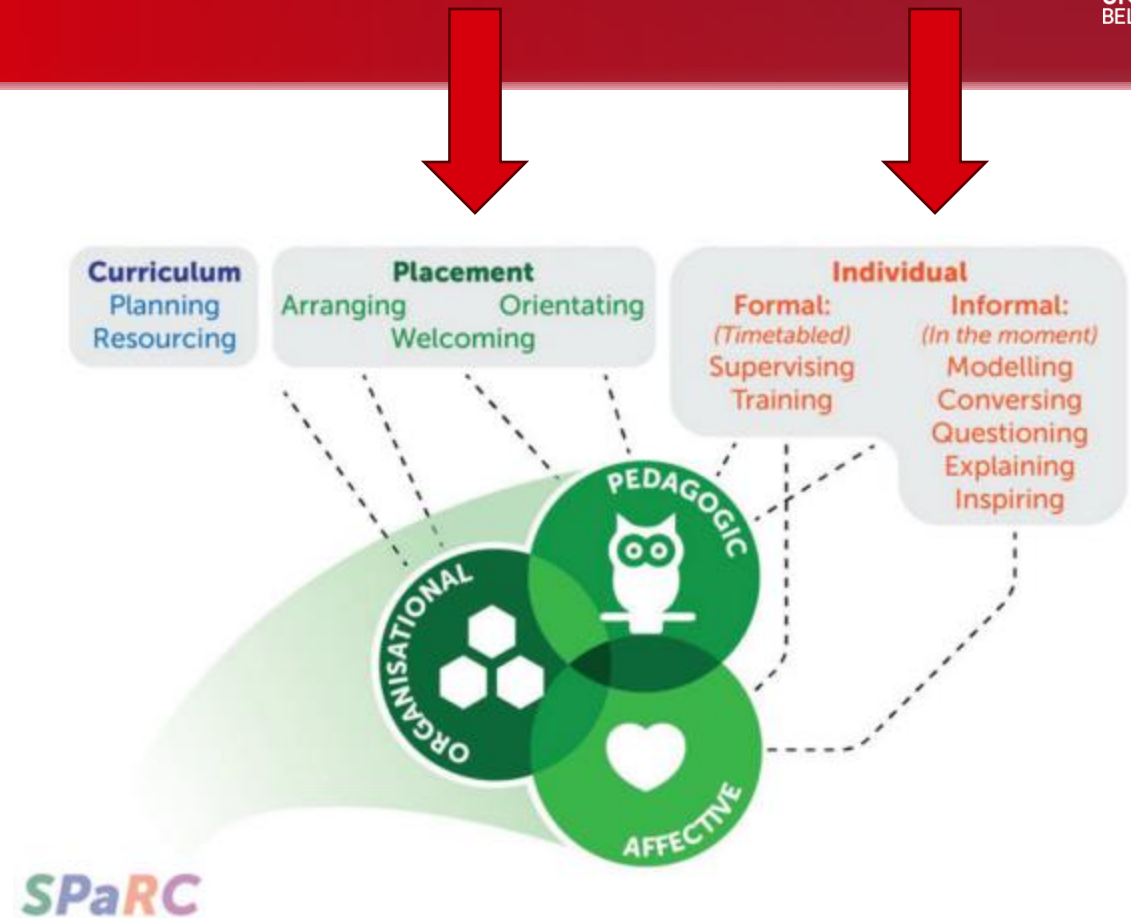 BEL
Curriculum
Planning
Resourcing
Placement
Arranging Orientating
Welcoming
Individual
Formal:
(Timetabled)
Supervising
Training
Informal:
(In the moment)
Modelling
Conversing
Questioning
Explaining
Inspiring
PEDAGOGIC
ORGANISATIONAL
AFFECTIVE
SPaRC